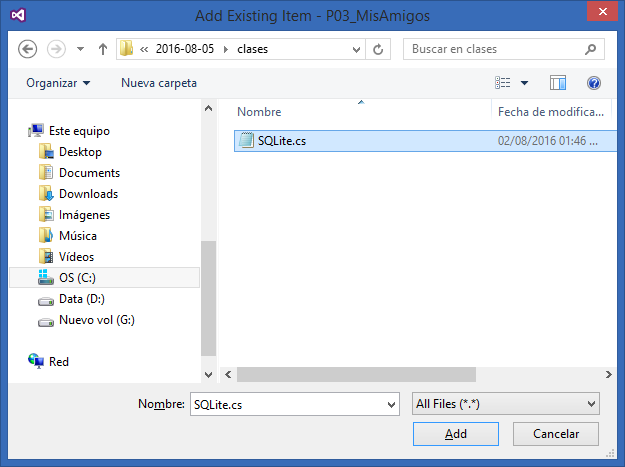 Add Existing Item - P03_MisAmigos
« 2016-08-05 clases
Buscar en clases
Organizar Nueva carpeta
Nombre Fecha de modifica...
SQLite.cs 02/08/2016 01:46 ...
Este equipo
Desktop
Documents
Downloads
Imágenes
Música
Vídeos
OS (C:)
Data (D:)
Nuevo vol (G:)
Red
Nombre: SQLite.cs All Files (*.*)
Add Cancelar